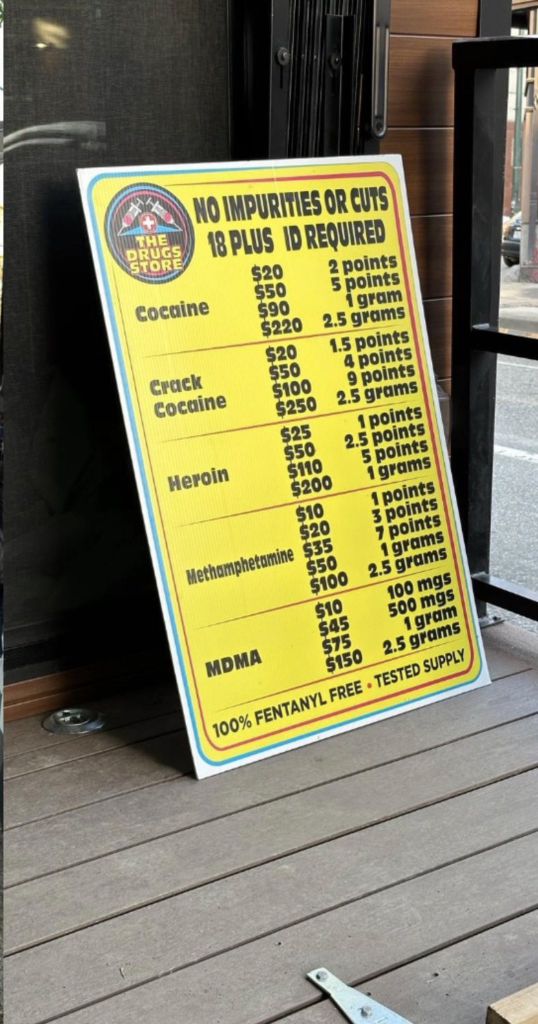 THE
DRUGS
STORE
NO IMPURITIES OR CUTS
18 PLUS ID REQUIRED
Cocaine
$20 2 points
$50 5 points
$90 1 gram
$220 2.5 grams
Crack
Cocaine
$20 1.5 points
$50 4 points
$100 9 points
$250 2.5 grams
Heroin
$25 1 points
$50 2.5 points
$110 5 points
$200 1 grams
Methamphetamine
$10 1 points
$20 3 points
$35 7 points
$50 1 grams
$100 2.5 grams
MDMA
$10 100 mgs
$45 500 mgs
$75 1 gram
$150 2.5 grams
100% FENTANYL FREE • TESTED SUPPLY